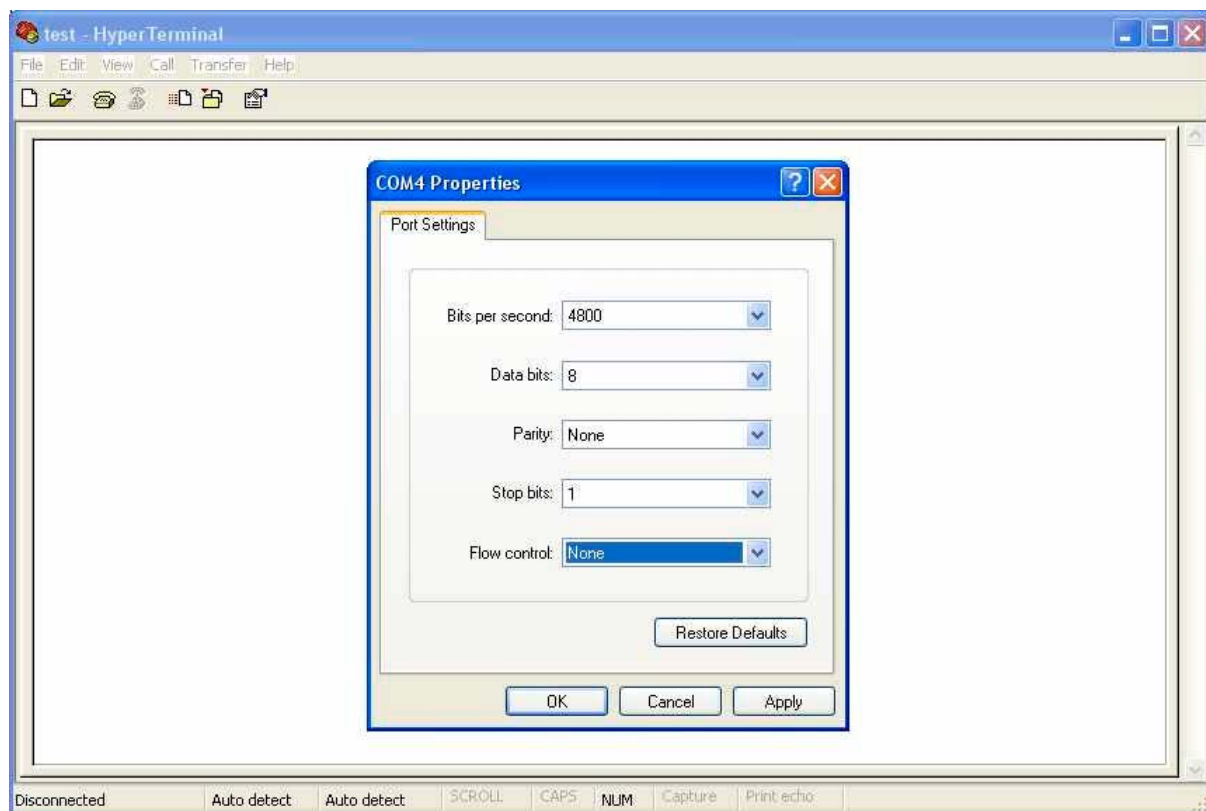 test - HyperTerminal
File Edit View Call Transfer Help
COM4 Properties
Port Settings
Bits per second: 4800
Data bits: 8
Parity: None
Stop bits: 1
Flow control: None
Restore Defaults
OK Cancel Apply
Disconnected Auto detect Auto detect SCROLL CAPS NUM Capture Print echo